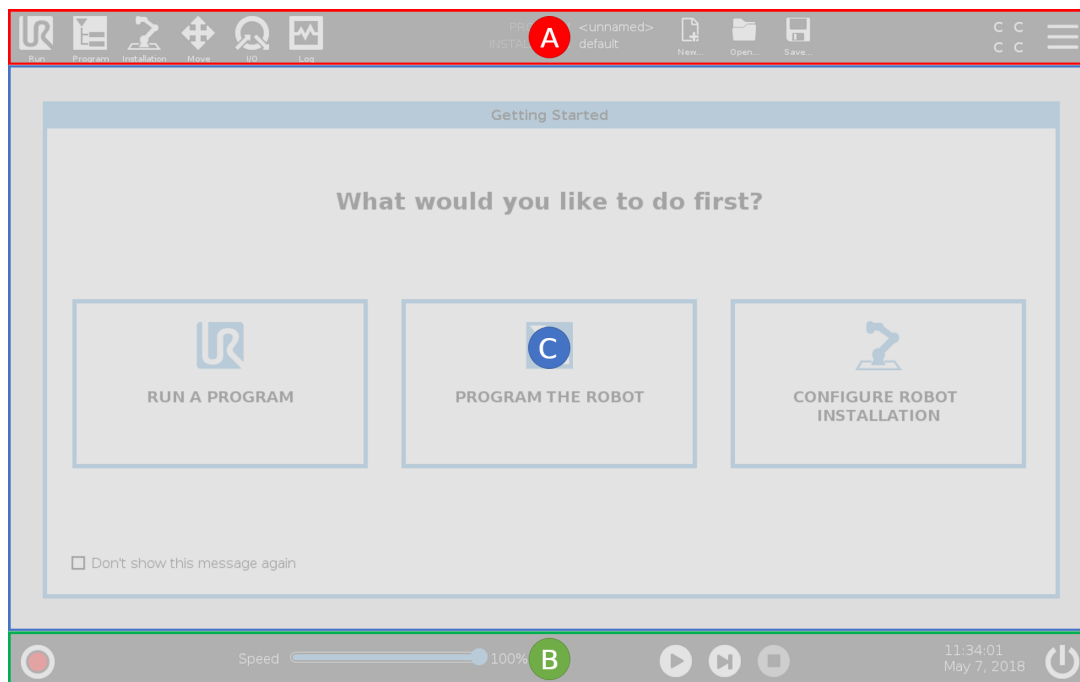 PR <unnamed>
INSTAL default
A
Run Program Installation Move I/O Log
New... Open... Save...
C C
C C
Getting Started
What would you like to do first?
C
RUN A PROGRAM
PROGRAM THE ROBOT
CONFIGURE ROBOT
INSTALLATION
Don't show this message again
Speed 100%
B
11:34:01
May 7, 2018